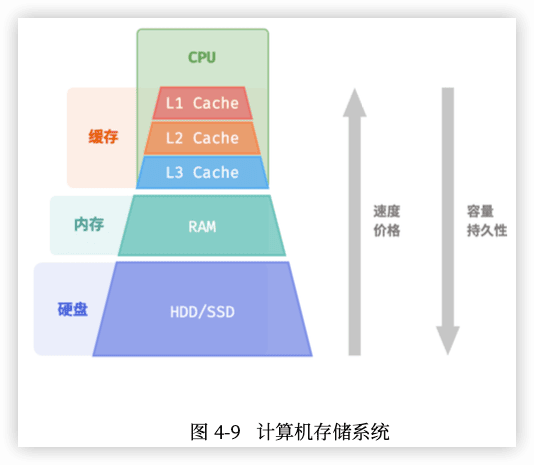 CPU
L1 Cache
缓存
L2 Cache
L3 Cache
内存
RAM
硬盘
HDD/SSD
速度
价格
容量
持久性
图 4-9 计算机存储系统